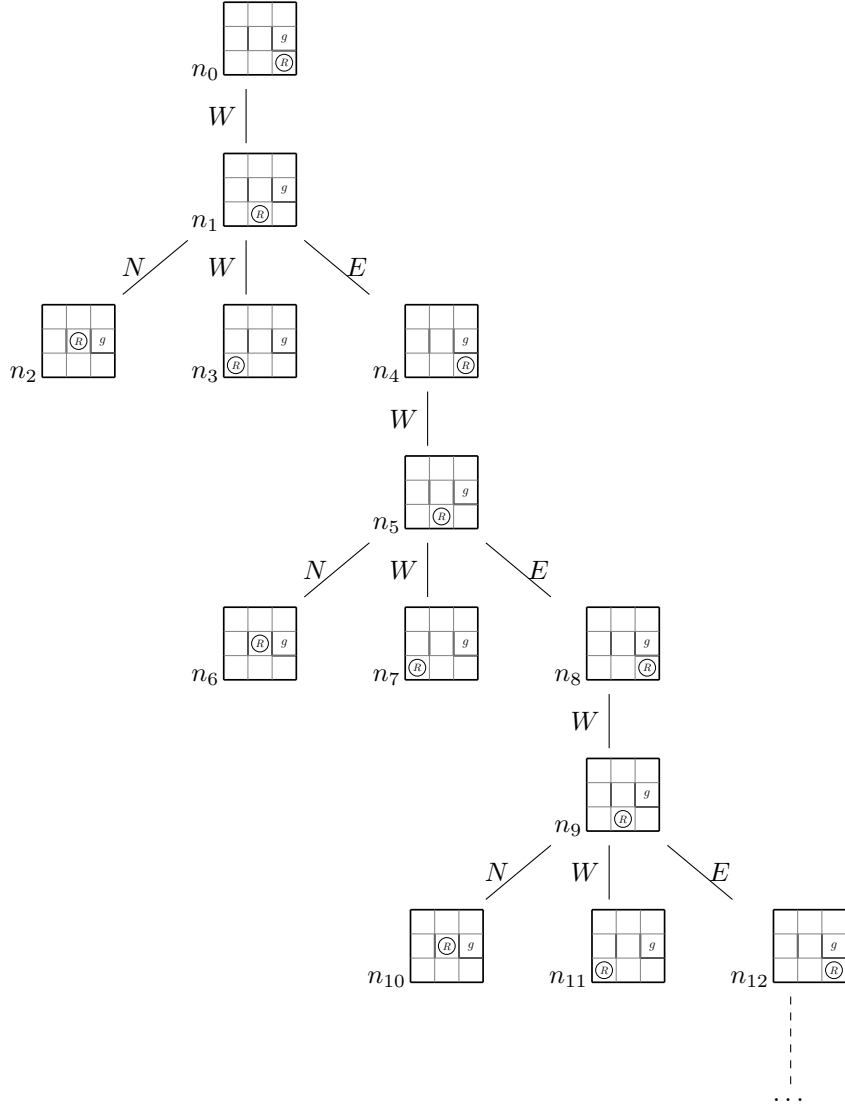 g
n0 R
W
g
n1 R
N W E
R g g g
n2 n3 R n4 R
W
g
n5 R
N W E
R g g g
n6 n7 R n8 R
W
g
n9 R
N W E
R g g g
n10 n11 R n12 R
...